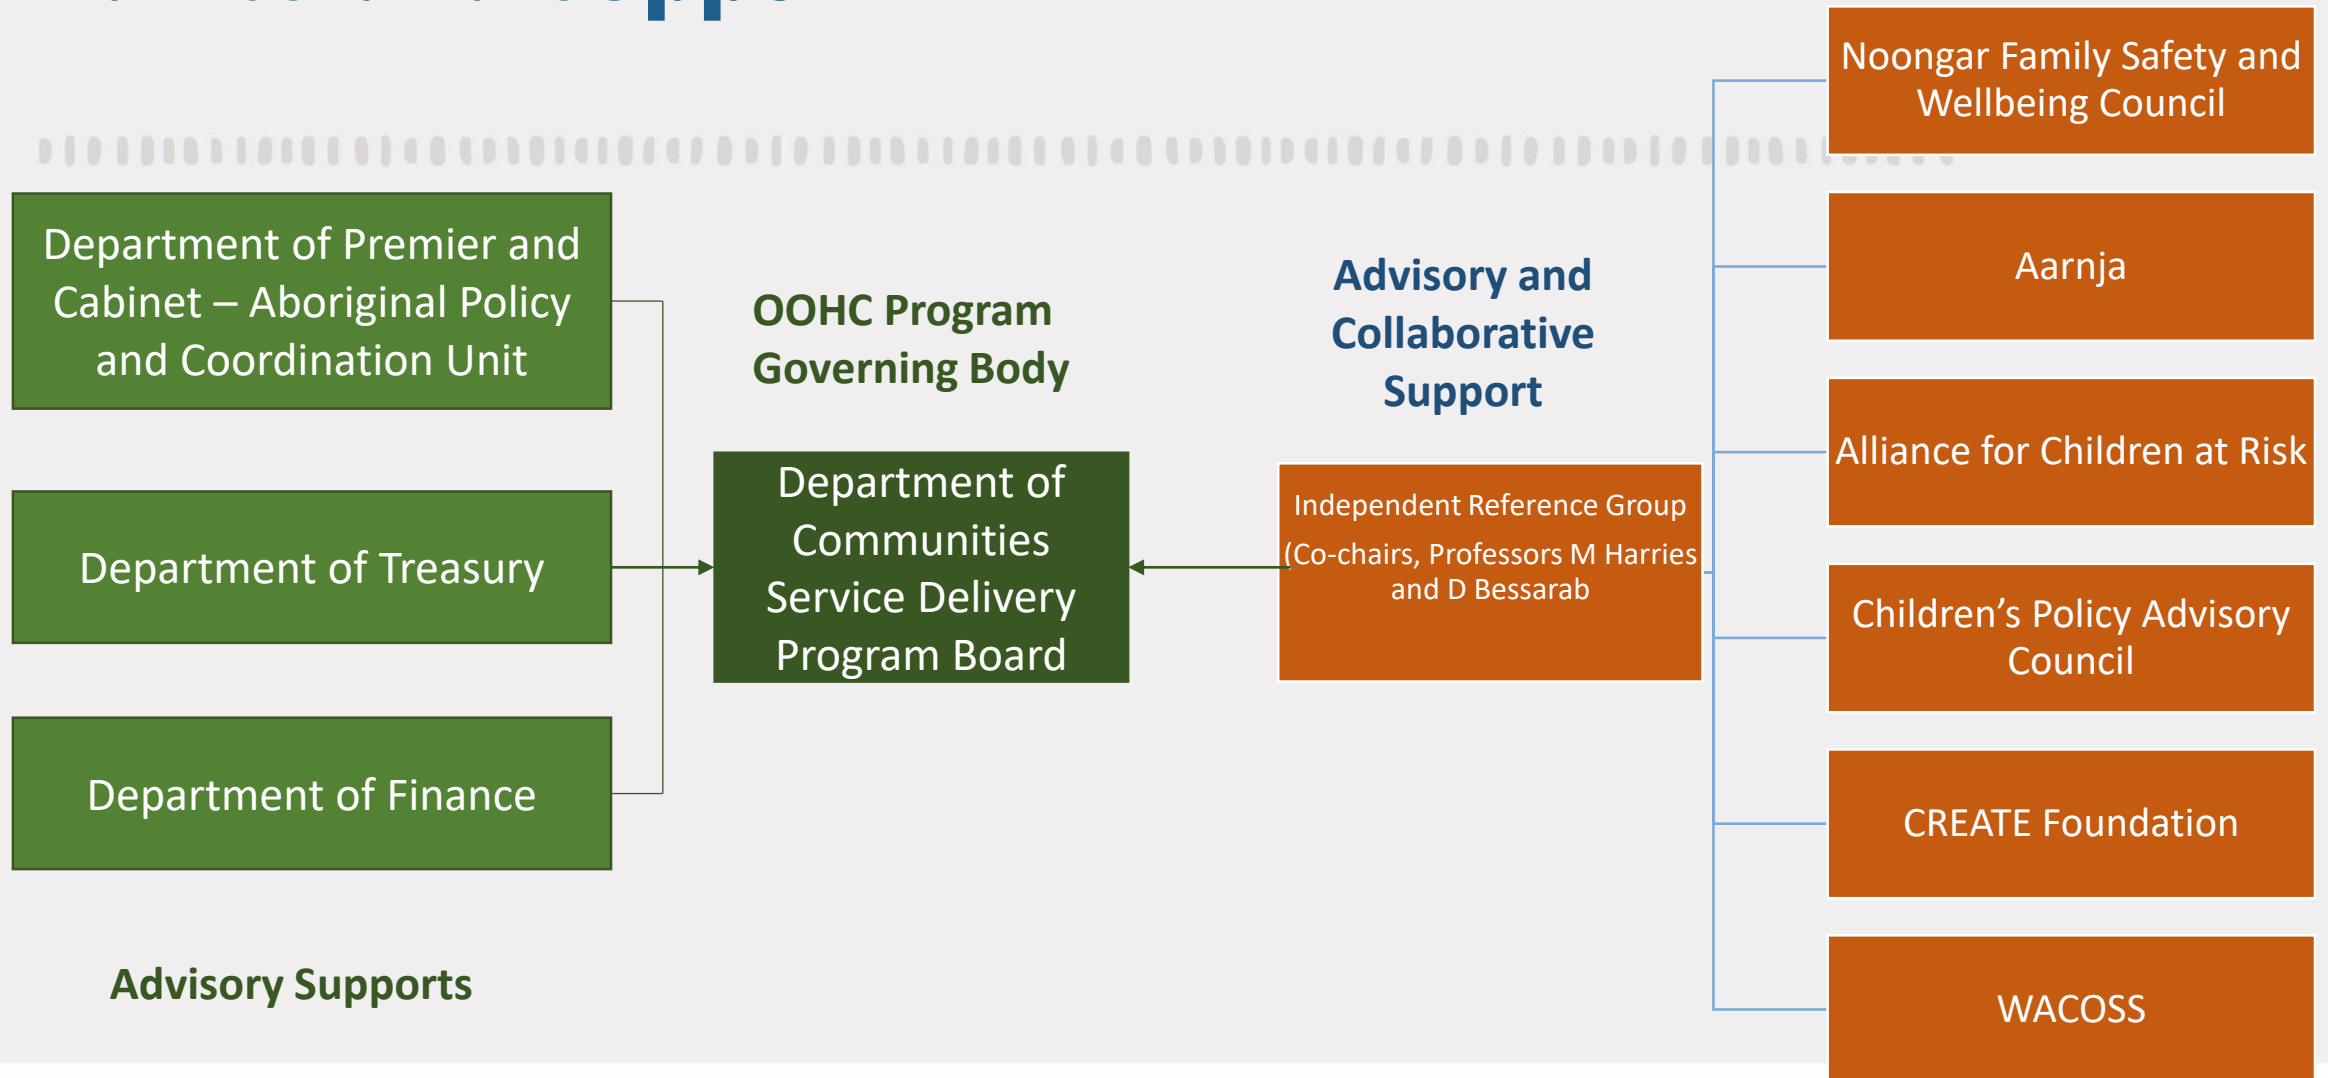 Department of Premier and
Cabinet – Aboriginal Policy
and Coordination Unit
Department of Treasury
Department of Finance
Advisory Supports
OOHC Program
Governing Body
Department of
Communities
Service Delivery
Program Board
Advisory and
Collaborative
Support
Independent Reference Group
(Co-chairs, Professors M Harries
and D Bessarab
Noongar Family Safety and
Wellbeing Council
Aarnja
Alliance for Children at Risk
Children’s Policy Advisory
Council
CREATE Foundation
WACOSS